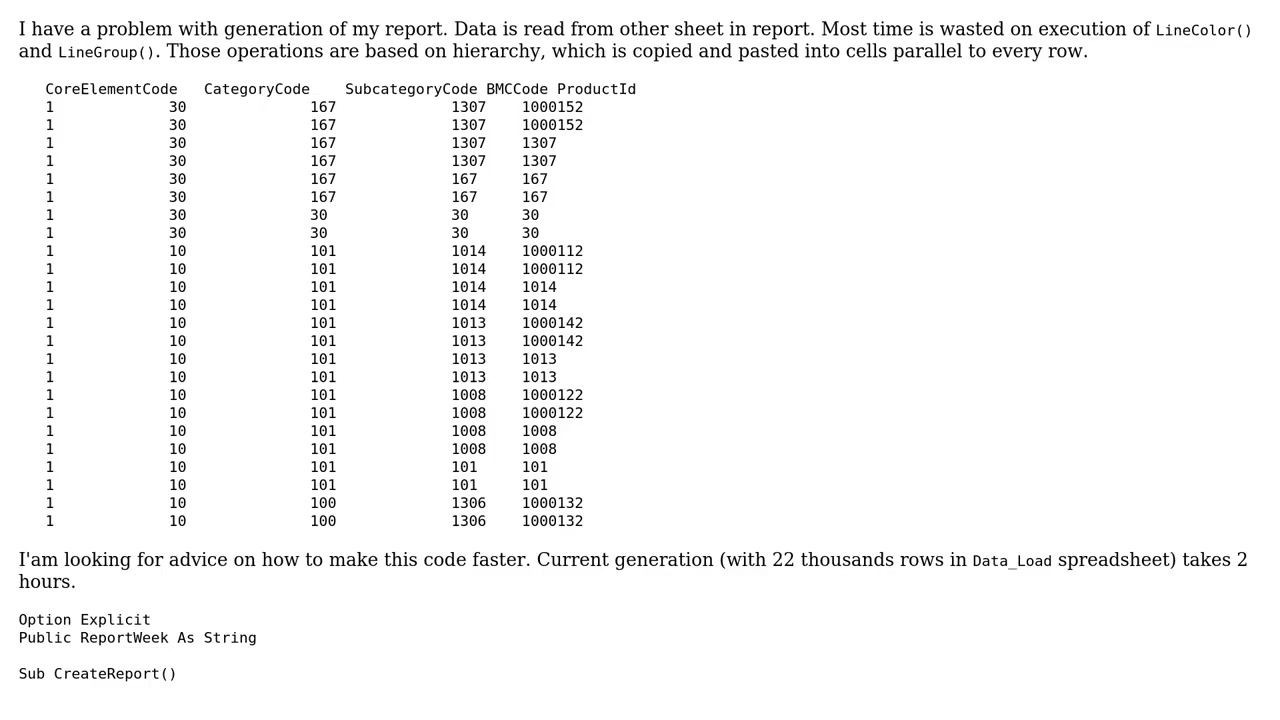 I have a problem with generation of my report. Data is read from other sheet in report. Most time is wasted on execution of LineColor()
and LineGroup(). Those operations are based on hierarchy, which is copied and pasted into cells parallel to every row.
CoreElementCode CategoryCode SubcategoryCode BMCCode ProductId
1 30 167 1307 1000152
1 30 167 1307 1000152
1 30 167 1307 1307
1 30 167 1307 1307
1 30 167 167 167
1 30 167 167 167
1 30 30 30 30
1 30 30 30 30
1 10 101 1014 1000112
1 10 101 1014 1000112
1 10 101 1014 1014
1 10 101 1014 1014
1 10 101 1013 1000142
1 10 101 1013 1000142
1 10 101 1013 1013
1 10 101 1013 1013
1 10 101 1008 1000122
1 10 101 1008 1000122
1 10 101 1008 1008
1 10 101 1008 1008
1 10 101 101 101
1 10 101 101 101
1 10 100 1306 1000132
1 10 100 1306 1000132
I'am looking for advice on how to make this code faster. Current generation (with 22 thousands rows in Data_Load spreadsheet) takes 2
hours.
Option Explicit
Public ReportWeek As String
Sub CreateReport()